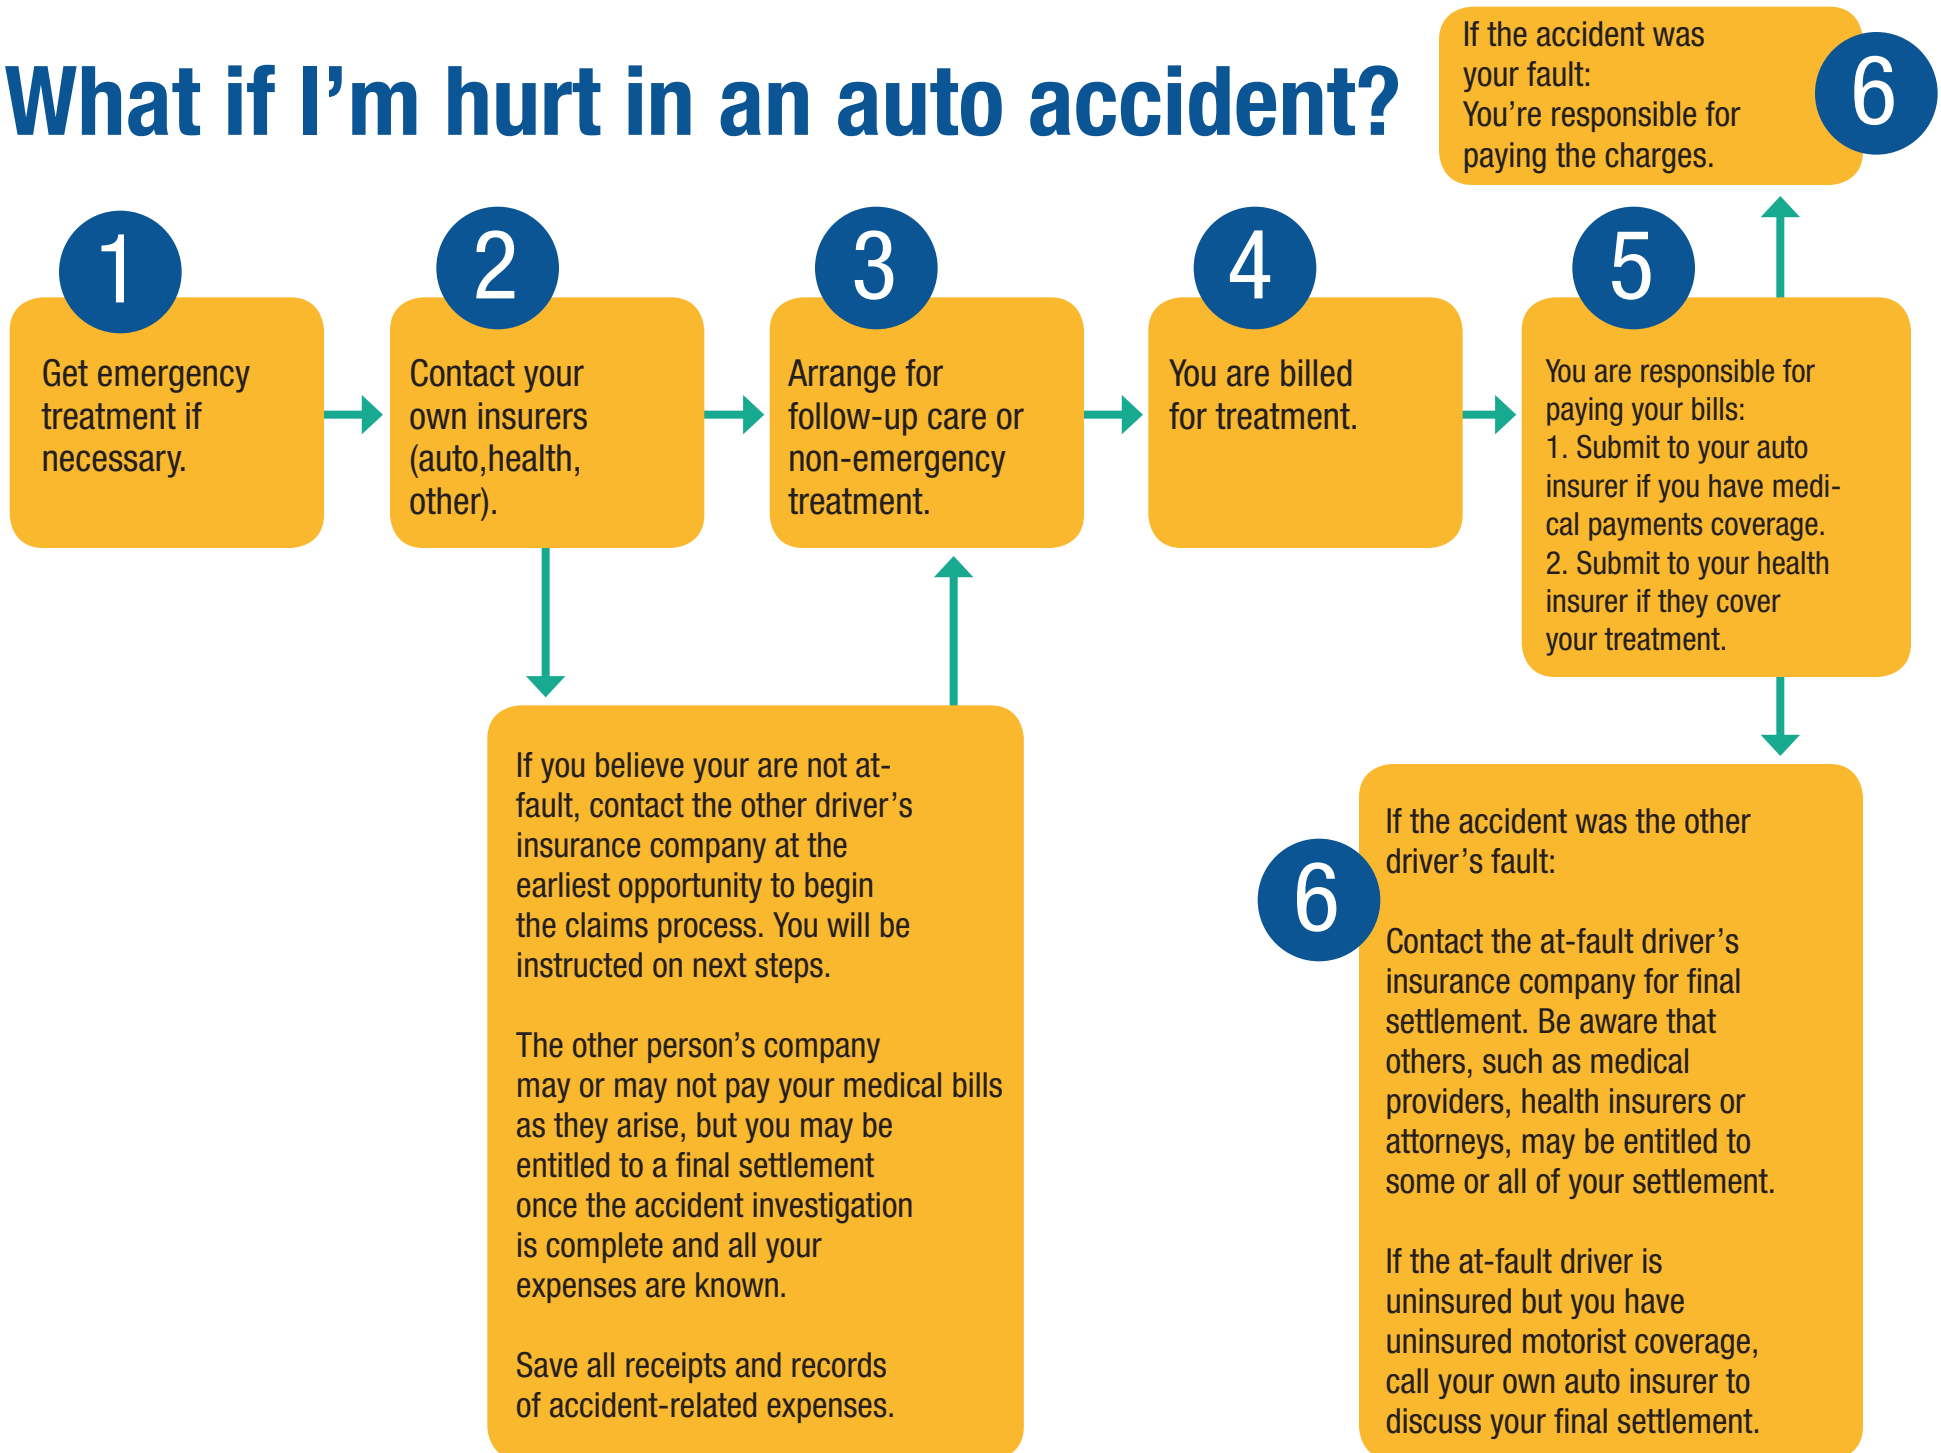 What if I’m hurt in an auto accident?
1
Get emergency
treatment if
necessary.
2
Contact your
own insurers
(auto,health,
other).
If you believe your are not at-
fault, contact the other driver’s
insurance company at the
earliest opportunity to begin
the claims process. You will be
instructed on next steps.
The other person’s company
may or may not pay your medical bills
as they arise, but you may be
entitled to a final settlement
once the accident investigation
is complete and all your
expenses are known.
Save all receipts and records
of accident-related expenses.
3
Arrange for
follow-up care or
non-emergency
treatment.
4
You are billed
for treatment.
5
You are responsible for
paying your bills:
1. Submit to your auto
insurer if you have medi-
cal payments coverage.
2. Submit to your health
insurer if they cover
your treatment.
6
If the accident was
your fault:
You’re responsible for
paying the charges.
6
If the accident was the other
driver’s fault:
Contact the at-fault driver’s
insurance company for final
settlement. Be aware that
others, such as medical
providers, health insurers or
attorneys, may be entitled to
some or all of your settlement.
If the at-fault driver is
uninsured but you have
uninsured motorist coverage,
call your own auto insurer to
discuss your final settlement.